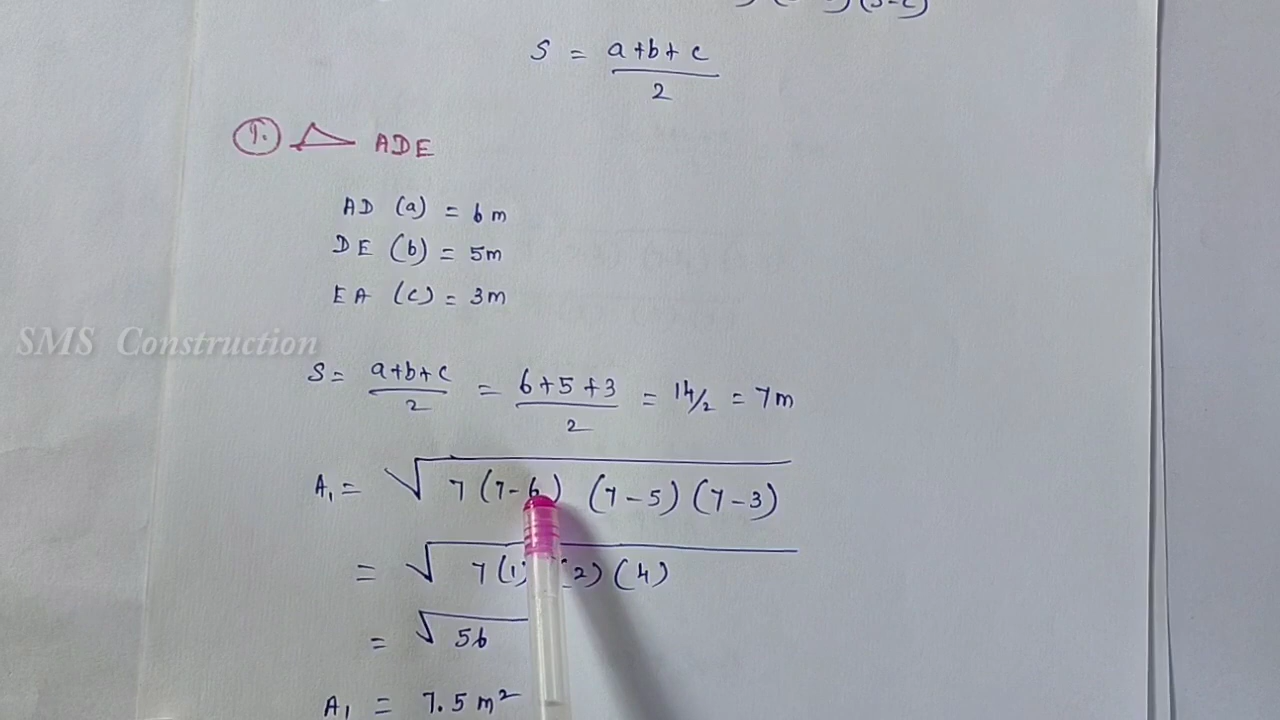 (s-c)
S = a+b+c / 2
1. ADE
AD (a) = 6m
DE (b) = 5m
EA (c) = 3m
SMS Construction
S = a+b+c / 2 = 6+5+3 / 2 = 14/2 = 7m
A₁ = √ 7(7-6) (7-5)(7-3)
= √ 7(1) (2)(4)
= √ 56
A₁ = 7.5 m²